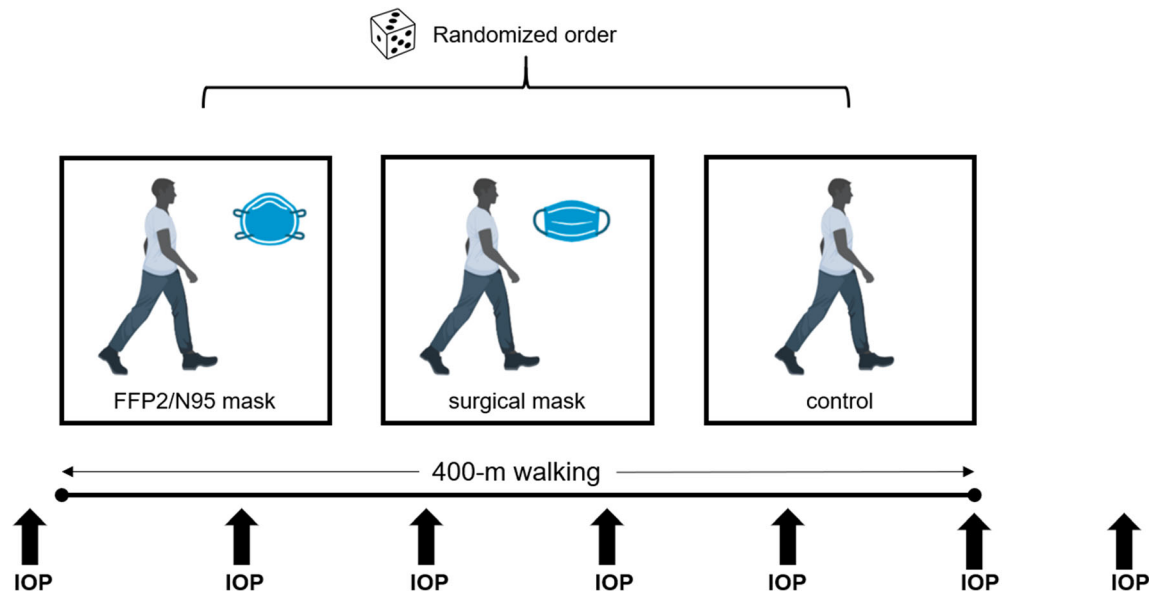 Randomized order
FFP2/N95 mask
surgical mask
control
400-m walking
IOP
IOP
IOP
IOP
IOP
IOP
IOP